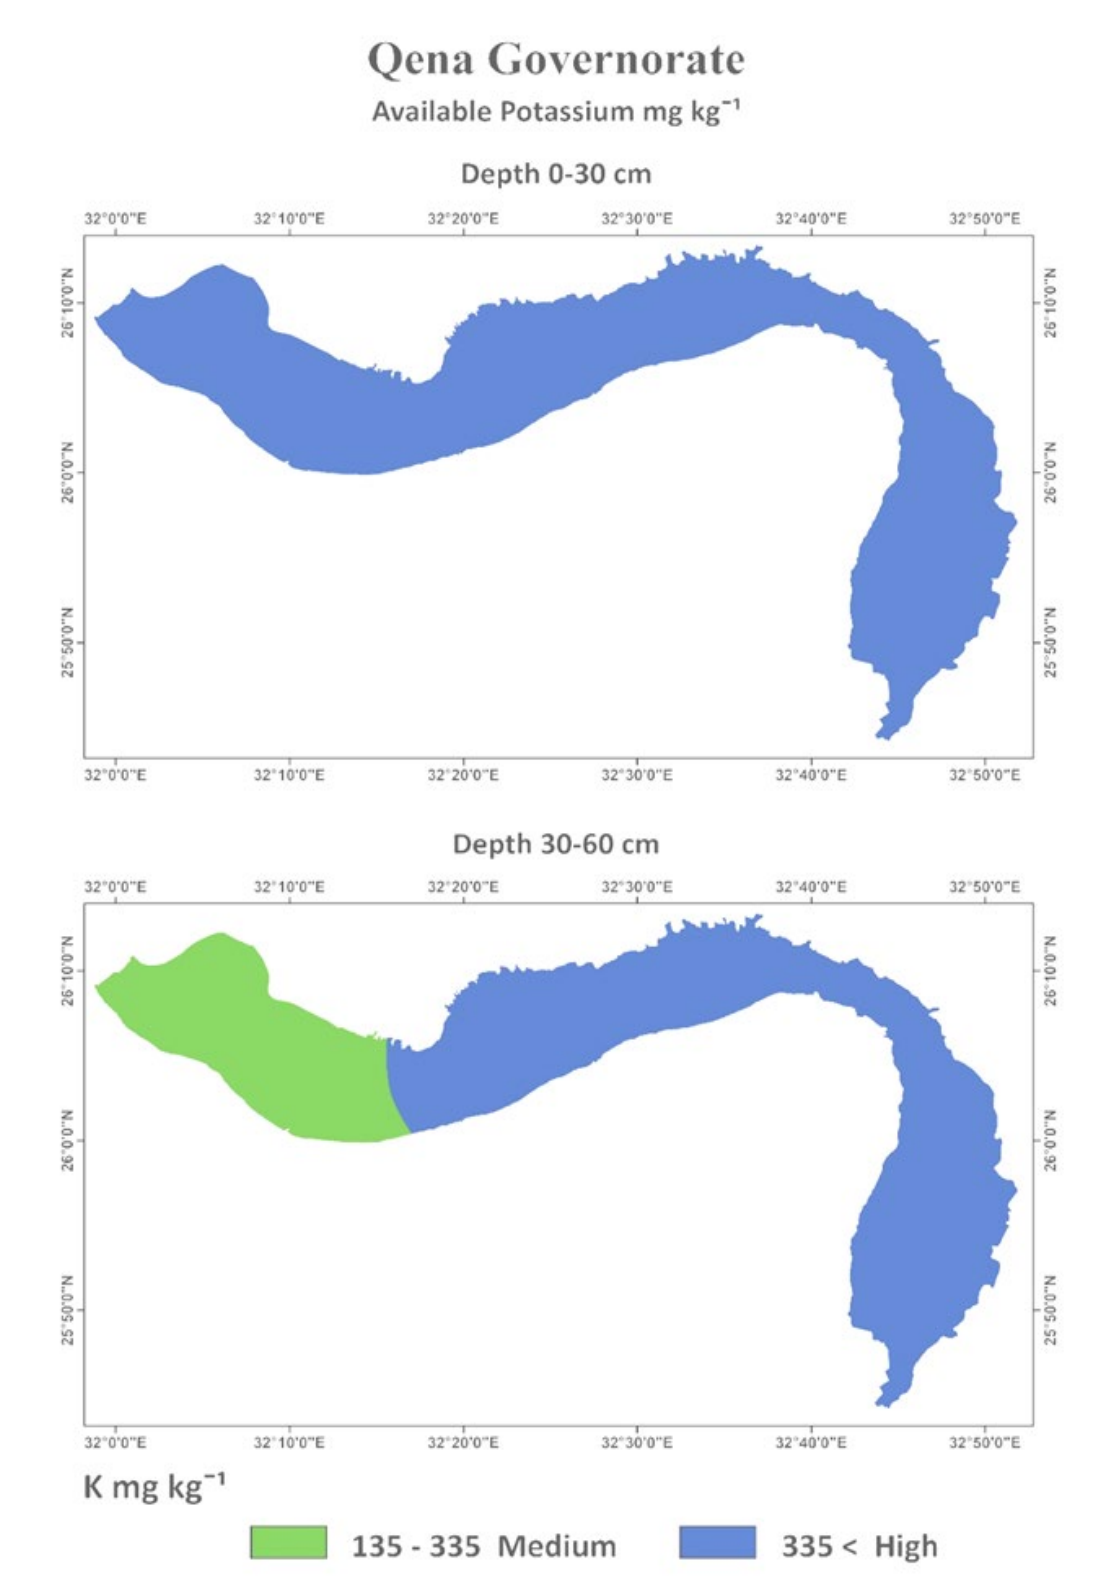 Qena Governorate
Available Potassium mg kg⁻¹
Depth 0-30 cm
32°0'0"E 32°10'0"E 32°20'0"E 32°30'0"E 32°40'0"E 32°50'0"E
26°10'0"N 26°10'0"N
26°0'0"N 26°0'0"N
25°50'0"N 25°50'0"N
32°0'0"E 32°10'0"E 32°20'0"E 32°30'0"E 32°40'0"E 32°50'0"E
Depth 30-60 cm
32°0'0"E 32°10'0"E 32°20'0"E 32°30'0"E 32°40'0"E 32°50'0"E
26°10'0"N 26°10'0"N
26°0'0"N 26°0'0"N
25°50'0"N 25°50'0"N
32°0'0"E 32°10'0"E 32°20'0"E 32°30'0"E 32°40'0"E 32°50'0"E
K mg kg⁻¹
135 - 335 Medium 335 < High